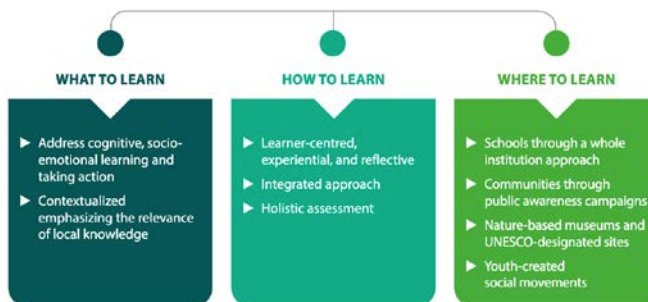 WHAT TO LEARN
Address cognitive, socio-
emotional learning and
taking action
Contextualized
emphasizing the relevance
of local knowledge
HOW TO LEARN
Learner-centred,
experiential, and reflective
Integrated approach
Holistic assessment
WHERE TO LEARN
Schools through a whole
institution approach
Communities through
public awareness campaigns
Nature-based museums and
UNESCO-designated sites
Youth-created
social movements